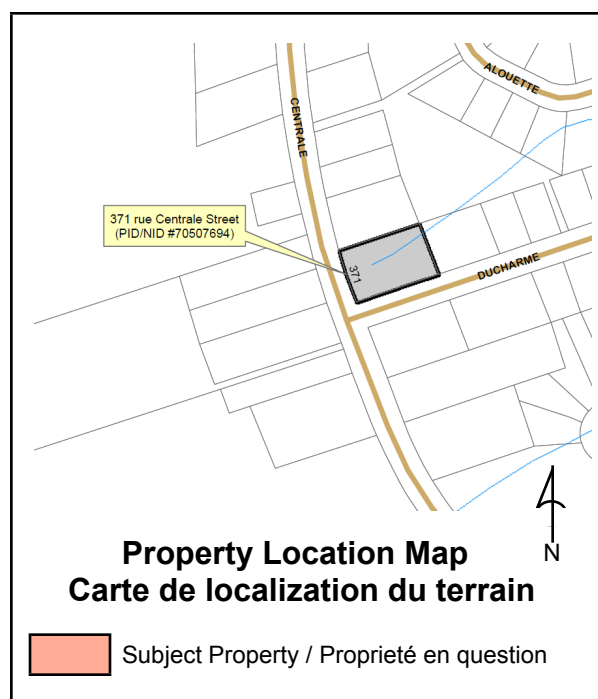 ALOUETTE
CENTRALE
371 rue Centrale Street
(PID/NID #70507694)
371
DUCHARME
N
Property Location Map
Carte de localization du terrain
Subject Property / Proprieté en question